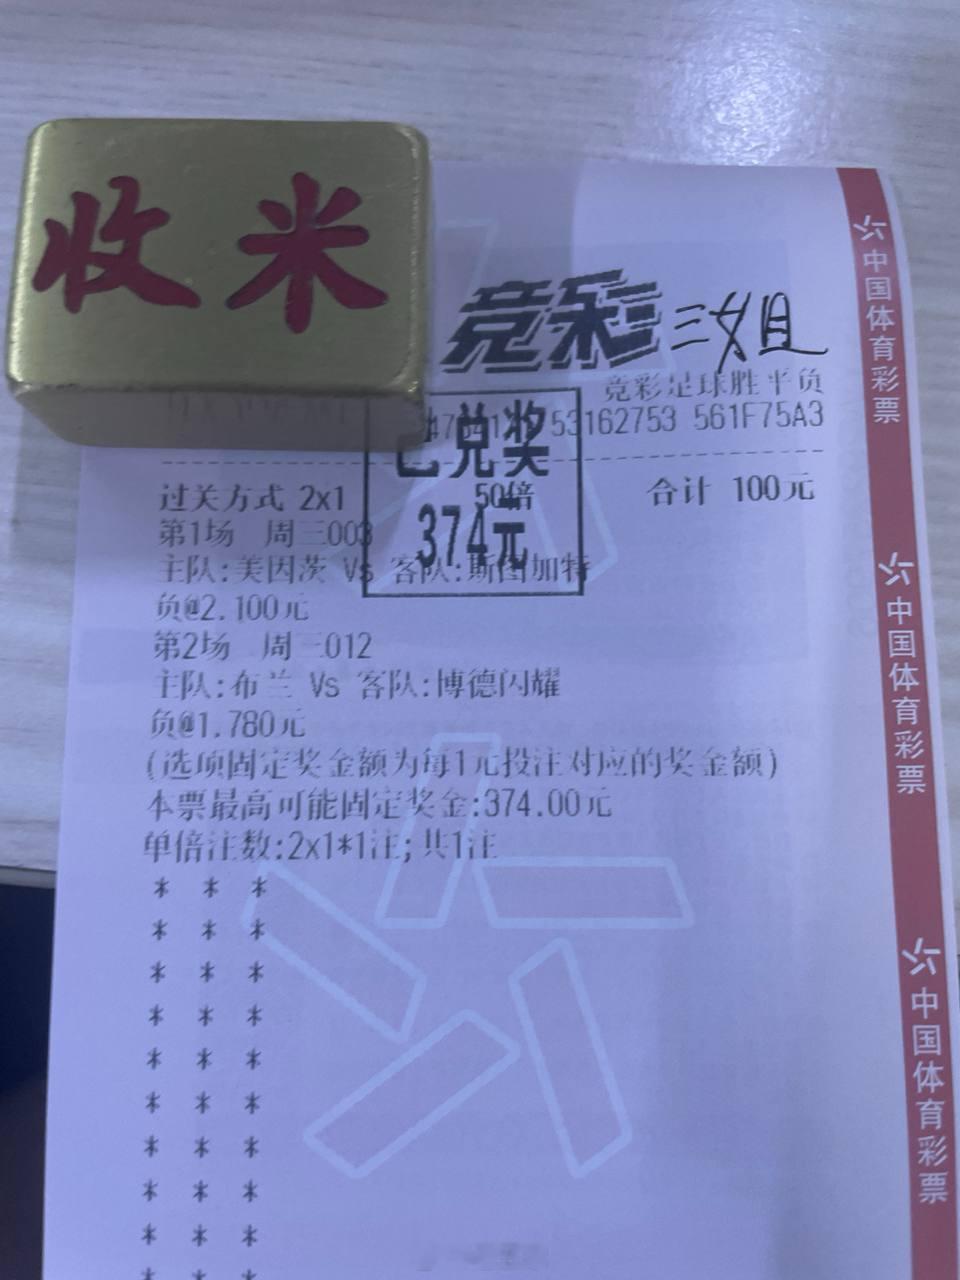 收米
竞彩 三姐
竞彩足球胜平负
53162753 561F75A3
已兑奖
374元
过关方式 2x1 50倍 合计 100元
第1场 周三003
主队:美因茨 Vs 客队:斯图加特
负@2.100元
第2场 周三012
主队:布兰 Vs 客队:博德闪耀
负@1.780元
(选项固定奖金额为每1元投注对应的奖金额)
本票最高可能固定奖金:374.00元
单倍注数:2x1*1注;共1注
* * *
* * *
* * *
* * *
* * *
* * *
* * *
* * *
* * *
* * *
中国体育彩票
中国体育彩票
中国体育彩票